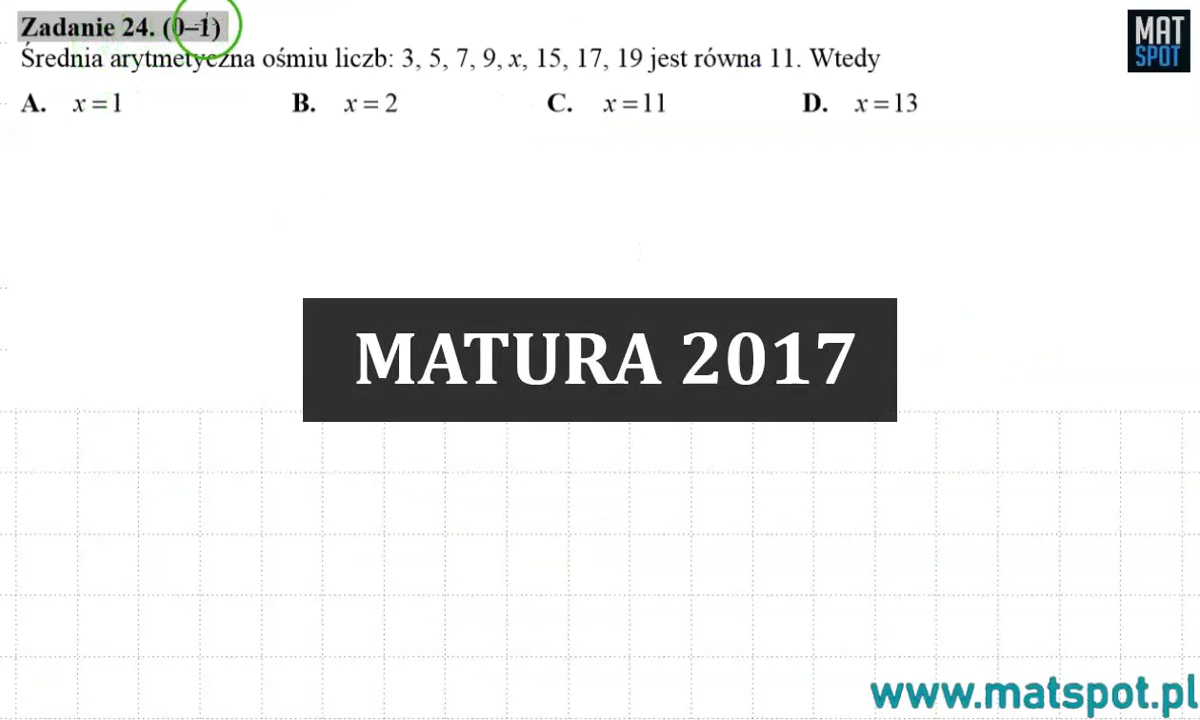 Zadanie 24. (0–1)
MAT
SPOT
Średnia arytmetyczna ośmiu liczb: 3, 5, 7, 9, x, 15, 17, 19 jest równa 11. Wtedy
A. x = 1 B. x = 2 C. x = 11 D. x = 13
MATURA 2017
www.matspot.pl